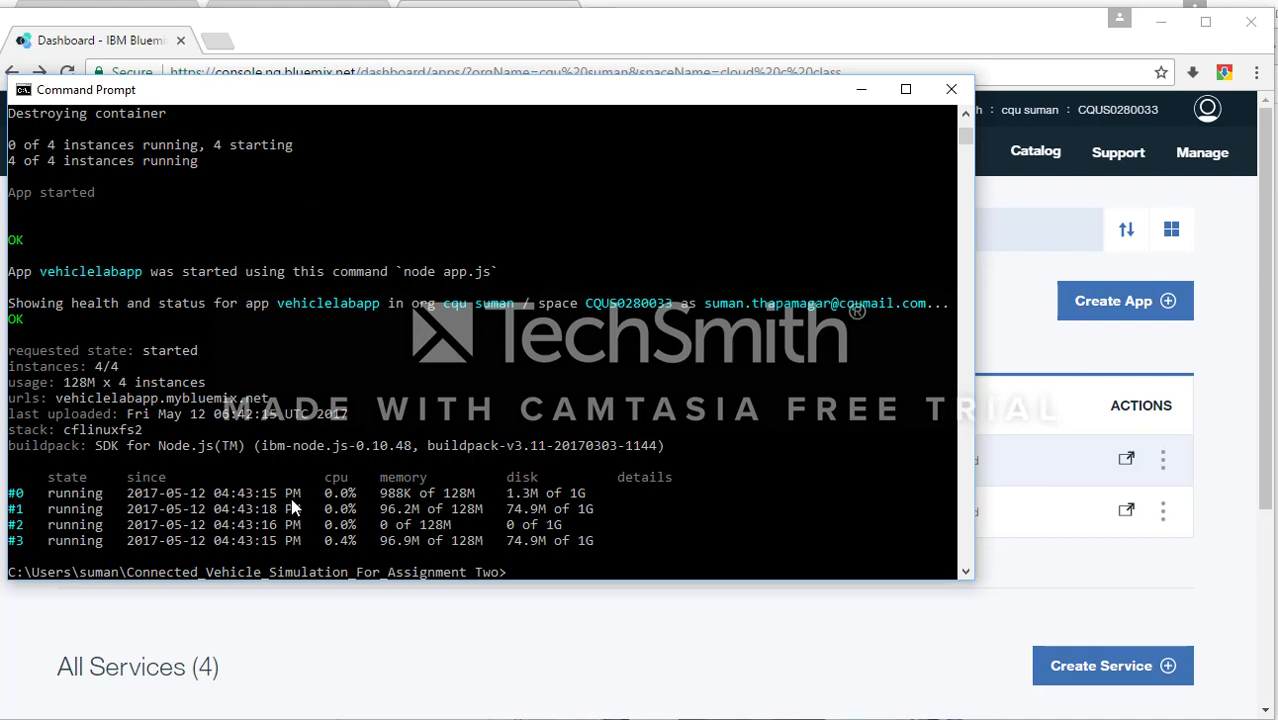 Dashboard - IBM Bluemi
Secure
https://console.ng.bluemix.net/dashboard/apps/?orgName=cqu%20suman&spaceName=cloud%20c%20class
Command Prompt
cqu suman : CQUS0280033
Catalog Support Manage
Destroying container
0 of 4 instances running, 4 starting
4 of 4 instances running
App started
OK
App vehiclelabapp was started using this command `node app.js`
Showing health and status for app vehiclelabapp in org cqu suman / space CQUS0280033 as suman.thapamagar@cqumail.com...
OK
requested state: started
instances: 4/4
usage: 128M x 4 instances
urls: vehiclelabapp.mybluemix.net
last uploaded: Fri May 12 06:42:15 UTC 2017
stack: cflinuxfs2
buildpack: SDK for Node.js(TM) (ibm-node.js-0.10.48, buildpack-v3.11-20170303-1144)
state since cpu memory disk details
#0 running 2017-05-12 04:43:15 PM 0.0% 988K of 128M 1.3M of 1G
#1 running 2017-05-12 04:43:18 PM 0.0% 96.2M of 128M 74.9M of 1G
#2 running 2017-05-12 04:43:16 PM 0.0% 0 of 128M 0 of 1G
#3 running 2017-05-12 04:43:15 PM 0.4% 96.9M of 128M 74.9M of 1G
C:\Users\suman\Connected_Vehicle_Simulation_For_Assignment Two>
TechSmith®
MADE WITH CAMTASIA FREE TRIAL
Create App
ACTIONS
All Services (4)
Create Service